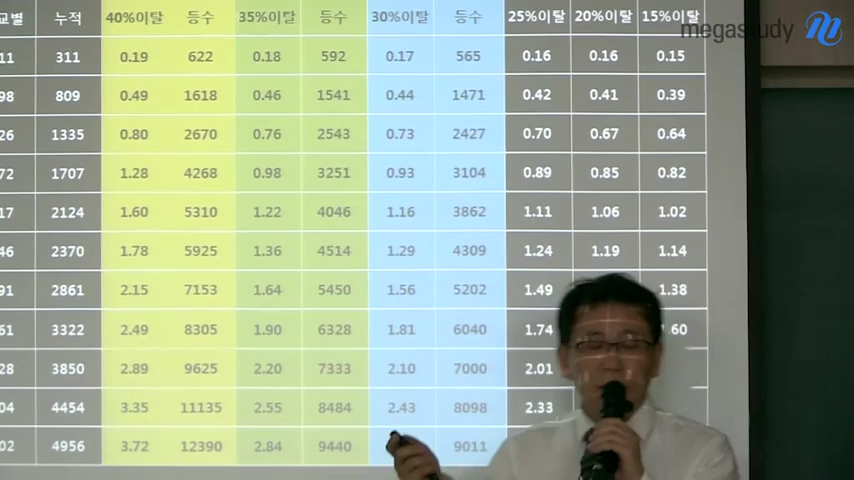 megastudy
교별 누적 40%이탈 등수 35%이탈 등수 30%이탈 등수 25%이탈 20%이탈 15%이탈
11 311 0.19 622 0.18 592 0.17 565 0.16 0.16 0.15
98 809 0.49 1618 0.46 1541 0.44 1471 0.42 0.41 0.39
26 1335 0.80 2670 0.76 2543 0.73 2427 0.70 0.67 0.64
72 1707 1.28 4268 0.98 3251 0.93 3104 0.89 0.85 0.82
17 2124 1.60 5310 1.22 4046 1.16 3862 1.11 1.06 1.02
46 2370 1.78 5925 1.36 4514 1.29 4309 1.24 1.19 1.14
91 2861 2.15 7153 1.64 5450 1.56 5202 1.49 1.38
61 3322 2.49 8305 1.90 6328 1.81 6040 1.74 1.60
28 3850 2.89 9625 2.20 7333 2.10 7000 2.01
04 4454 3.35 11135 2.55 8484 2.43 8098 2.33
02 4956 3.72 12390 2.84 9440 9011